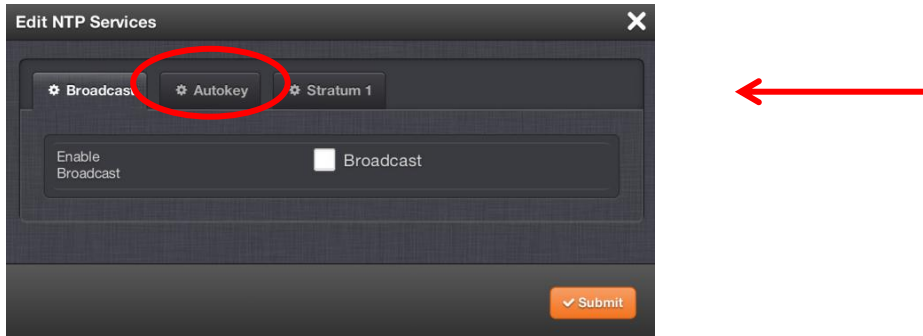 Edit NTP Services
Broadcast Autokey Stratum 1
Enable Broadcast
Broadcast
Submit